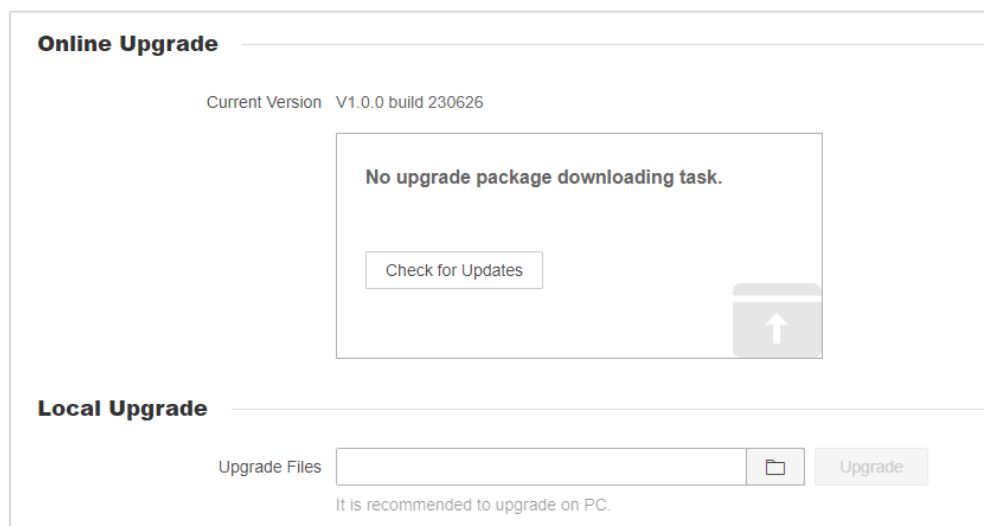 Online Upgrade
Current Version V1.0.0 build 230626
No upgrade package downloading task.
Check for Updates
Local Upgrade
Upgrade Files Upgrade
It is recommended to upgrade on PC.